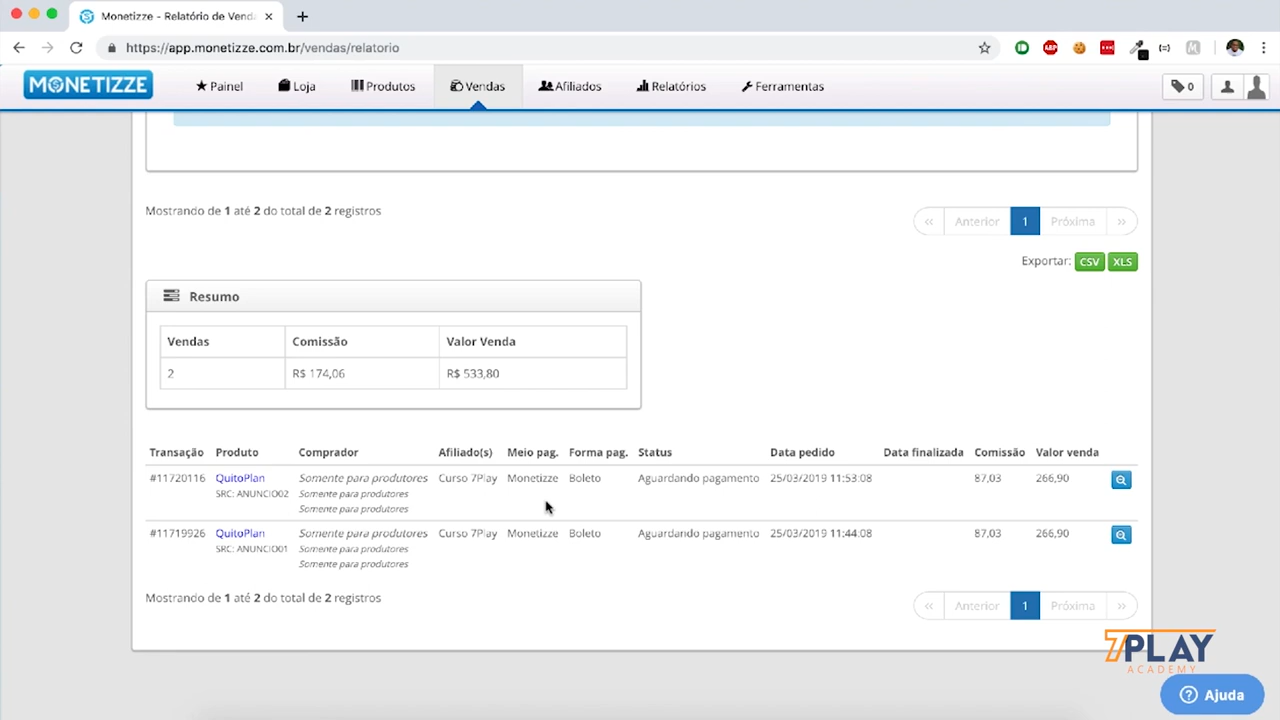 Monetizze - Relatório de Venda
https://app.monetizze.com.br/vendas/relatorio
ABP
MONETIZZE
Painel
Loja
Produtos
Vendas
Afiliados
Relatórios
Ferramentas
0
Mostrando de 1 até 2 do total de 2 registros
« Anterior 1 Próxima »
Exportar: CSV XLS
Resumo
Vendas Comissão Valor Venda
2 R$ 174,06 R$ 533,80
Transação Produto Comprador Afiliado(s) Meio pag. Forma pag. Status Data pedido Data finalizada Comissão Valor venda
#11720116 QuitoPlan Somente para produtores Curso 7Play Monetizze Boleto Aguardando pagamento 25/03/2019 11:53:08 87,03 266,90
SRC: ANUNCIO02 Somente para produtores
Somente para produtores
#11719926 QuitoPlan Somente para produtores Curso 7Play Monetizze Boleto Aguardando pagamento 25/03/2019 11:44:08 87,03 266,90
SRC: ANUNCIO01 Somente para produtores
Somente para produtores
Mostrando de 1 até 2 do total de 2 registros
« Anterior 1 Próxima »
7PLAY
ACADEMY
Ajuda